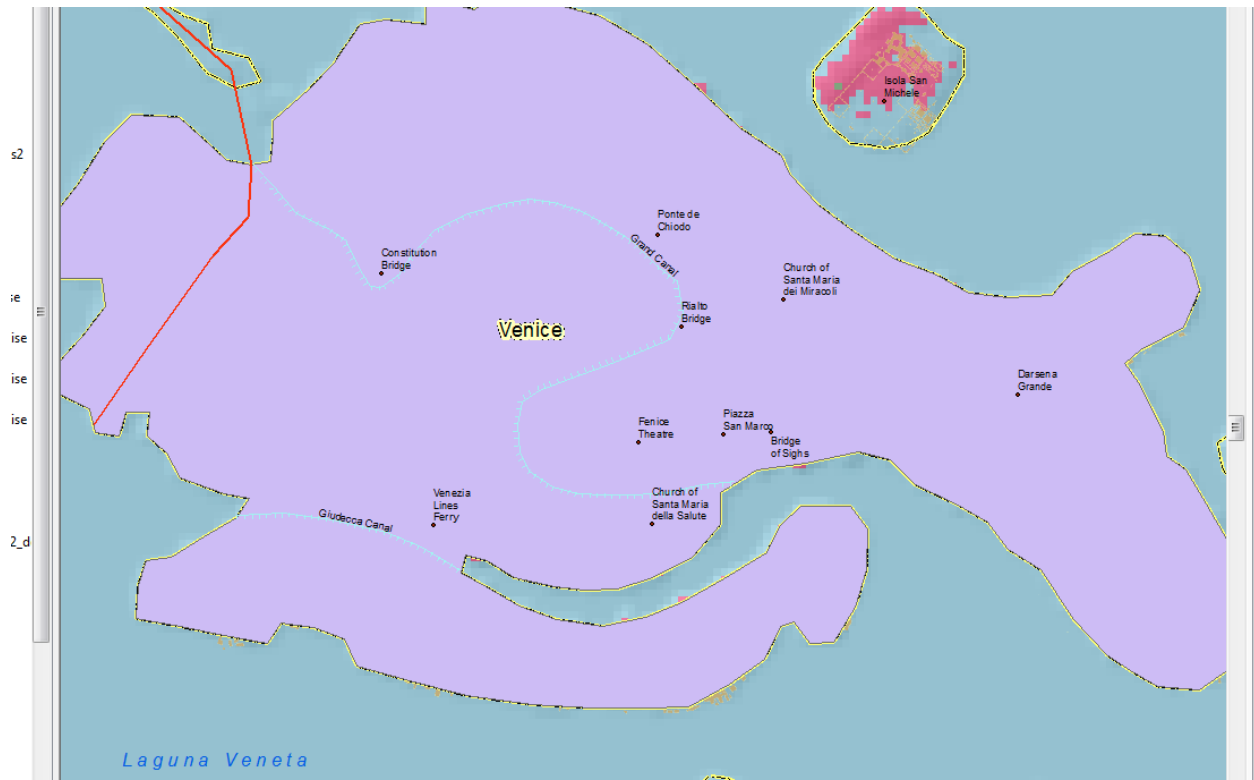 s2
se
ise
ise
ise
2_d
Isola San
Michele
Ponte de
Chiodo
Grand Canal
Constitution
Bridge
Church of
Santa Maria
dei Miracoli
Rialto
Bridge
Venice
Darsena
Grande
Fenice
Theatre
Piazza
San Marco
Bridge
of Sighs
Venezia
Lines
Ferry
Church of
Santa Maria
della Salute
Giudecca Canal
Laguna Veneta